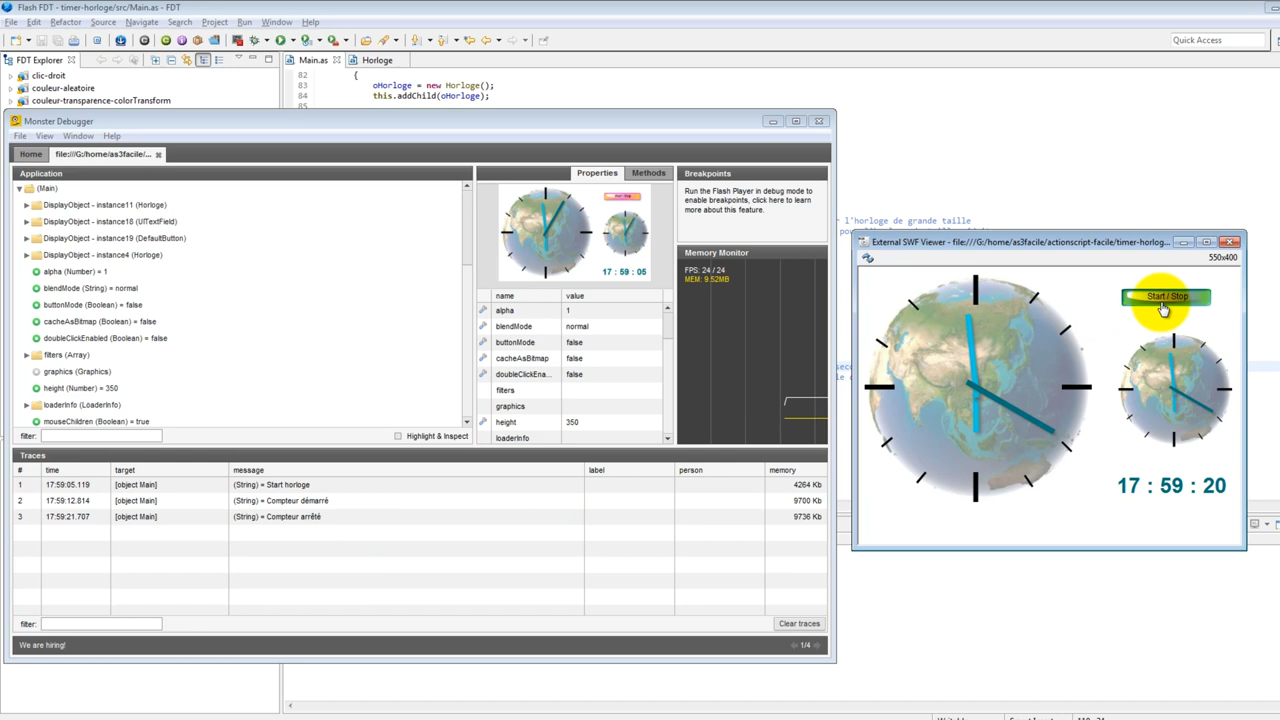 Flash FDT - timer-horloge/src/Main.as - FDT
File Edit Refactor Source Navigate Search Project Run Window Help
Quick Access
FDT Explorer
Main.as
Horloge
clic-droit
couleur-aleatoire
couleur-transparence-colorTransform
82 {
83 oHorloge = new Horloge();
84 this.addChild(oHorloge);
85
Monster Debugger
File View Window Help
Home
file:///G:/home/as3facile/...
Application
(Main)
DisplayObject - instance11 (Horloge)
DisplayObject - instance18 (UITextField)
DisplayObject - instance19 (DefaultButton)
DisplayObject - instance4 (Horloge)
alpha (Number) = 1
blendMode (String) = normal
buttonMode (Boolean) = false
cacheAsBitmap (Boolean) = false
doubleClickEnabled (Boolean) = false
filters (Array)
graphics (Graphics)
height (Number) = 350
loaderInfo (LoaderInfo)
mouseChildren (Boolean) = true
filter:
Highlight & Inspect
Properties Methods
17 : 59 : 05
name value
alpha 1
blendMode normal
buttonMode false
cacheAsBitmap false
doubleClickEna... false
filters
graphics
height 350
loaderInfo
Breakpoints
Run the Flash Player in debug mode to
enable breakpoints, click here to learn
more about this feature.
Memory Monitor
FPS: 24 / 24
MEM: 9.52MB
Traces
# time target message label person memory
1 17:59:05.119 [object Main] (String) = Start horloge 4264 Kb
2 17:59:12.814 [object Main] (String) = Compteur démarré 9700 Kb
3 17:59:21.707 [object Main] (String) = Compteur arrêté 9736 Kb
filter:
Clear traces
We are hiring!
1/4
r l'horloge de grande taille
External SWF Viewer - file:///G:/home/as3facile/actionscript-facile/timer-horlog...
550x400
Start / Stop
17 : 59 : 20